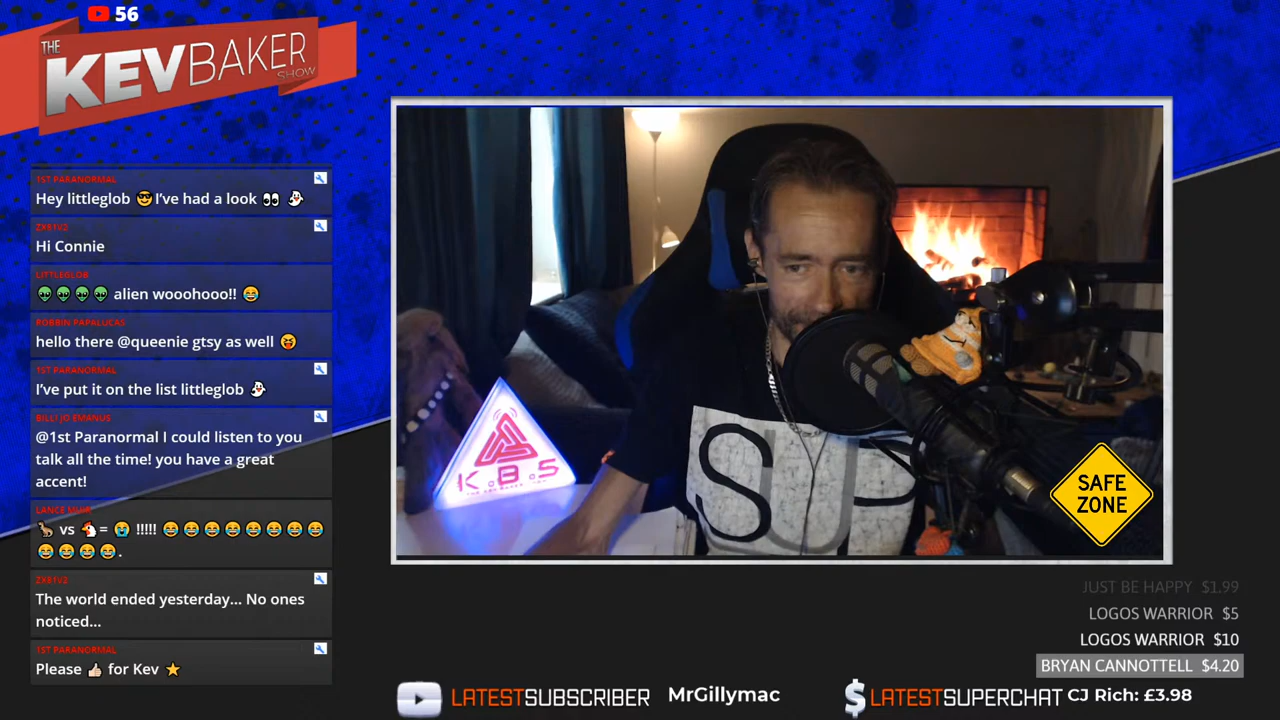 56
THE
KEVBAKER
SHOW
1ST PARANORMAL
Hey littleglob 😎I've had a look 👀 👻
ZXB1V2
Hi Connie
LITTLEGLOB
👽 👽 👽 👽 alien wooohooo!! 😂
ROBBIN PAPALUCAS
hello there @queenie gtsy as well 😝
1ST PARANORMAL
I've put it on the list littleglob 👻
BILLI JO EMANUS
@1st Paranormal I could listen to you
talk all the time! you have a great
accent!
LANCE MUIR
🐕 vs 🐔 = 😭 !!!!! 😂 😂 😂 😂 😂 😂 😂 😂
😂 😂 😂 😂 .
ZXB1V2
The world ended yesterday... No ones
noticed...
1ST PARANORMAL
Please 👍🏻 for Kev ⭐
K.B.S
SUP
SAFE
ZONE
JUST BE HAPPY $1.99
LOGOS WARRIOR $5
LOGOS WARRIOR $10
BRYAN CANNOTTELL $4.20
LATESTSUBSCRIBER MrGillymac
$ LATESTSUPERCHAT CJ Rich: £3.98